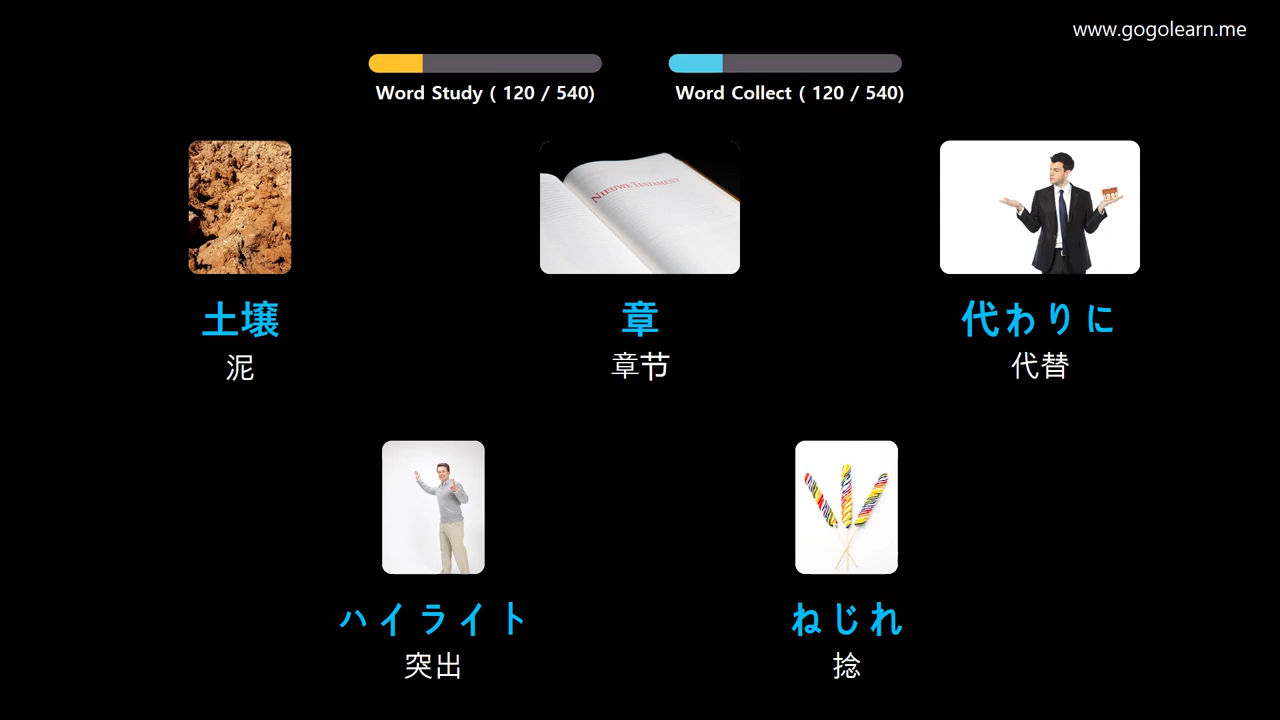 www.gogolearn.me
Word Study ( 120 / 540)
Word Collect ( 120 / 540)
NIEUWE TESTAMENT
土壌
泥
章
章节
代わりに
代替
ハイライト
突出
ねじれ
捻